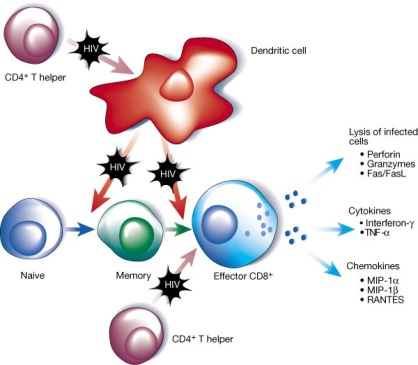 HIV
Dendritic cell
CD4+ T helper
HIV
HIV
Lysis of infected
cells
• Perforin
• Granzymes
• Fas/FasL
Cytokines
• Interferon-γ
• TNF-α
Naive
Memory
Effector CD8+
Chemokines
• MIP-1α
• MIP-1β
• RANTES
HIV
CD4+ T helper